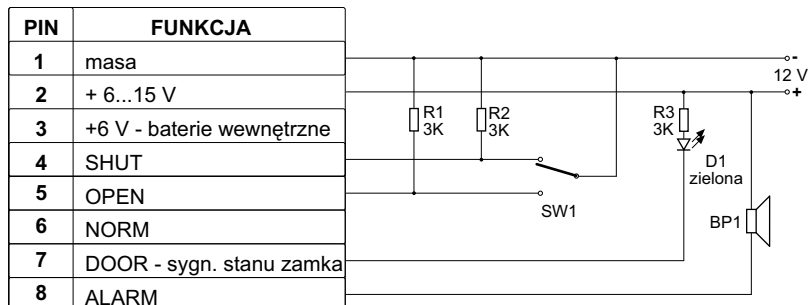 PIN FUNKCJA
1 masa
2 + 6...15 V
3 +6 V - baterie wewnętrzne
4 SHUT
5 OPEN
6 NORM
7 DOOR - sygn. stanu zamka
8 ALARM
R1
3K
R2
3K
SW1
R3
3K
D1
zielona
BP1
-
12 V
+